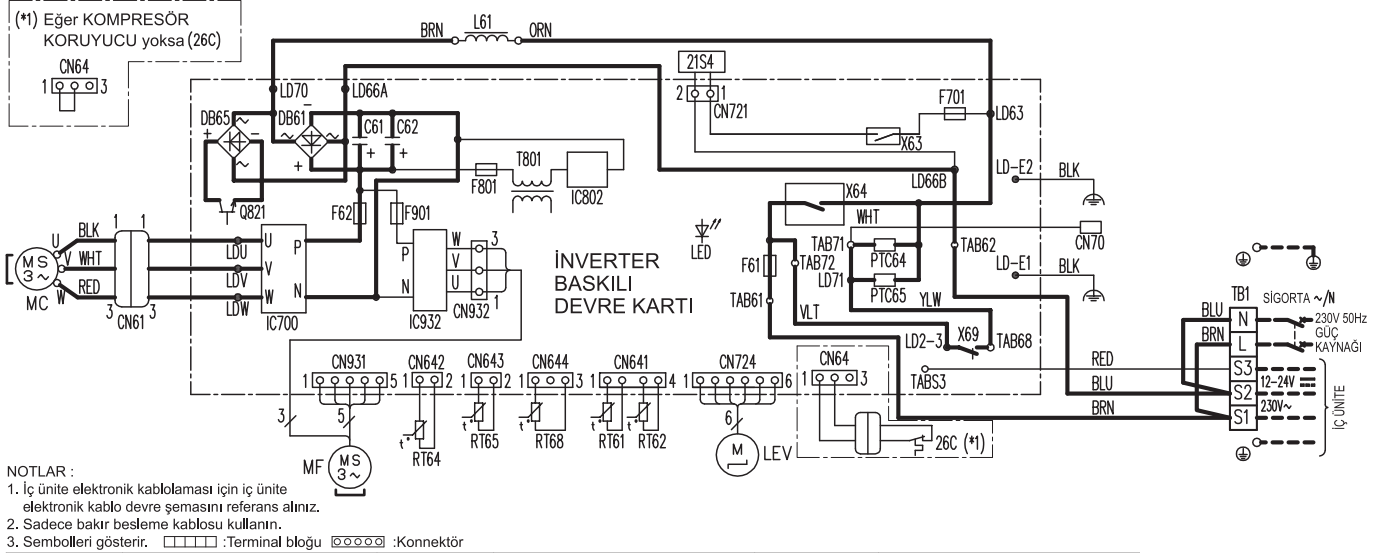 (*1) Eğer KOMPRESÖR
KORUYUCU yoksa (26C)
CN64
1 3
BRN L61 ORN
LD70 LD66A
21S4
2 1
CN721
F701
LD63
X63
DB65 DB61
C61 C62
+ -
~ ~
+
F801
T801
IC802
Q821
F62 F901
LD66B
LD-E2 BLK
X64
WHT
CN70
LED
TAB71
PTC64
TAB62
F61
TAB72
LD71
PTC65
LD-E1 BLK
TAB61
VLT
YLW
LD2-3 X69 TAB68
U BLK 1 1
V WHT
W RED 3 3
MS
3~
MC
CN61
LDU
LDV
LDW
U P
V
W N
IC700
P
N
IC932
W 3
V
U 1
CN932
İNVERTER
BASKILI
DEVRE KARTI
TB1
SİGORTA ~/N
230V 50Hz
GÜÇ
KAYNAĞI
BLU N
BRN L
RED S3
BLU S2
BRN S1
12-24V
230V~
İÇ ÜNİTE
TABS3
CN931
1 5
CN642
1 2
CN643
1 2
CN644
1 3
CN641
1 4
CN724
1 6
CN64
1 3
3 5
t° RT64
t° RT65
t° RT68
t° RT61
t° RT62
6
M
LEV
26C (*1)
MF
MS
3~
NOTLAR :
1. İç ünite elektronik kablolaması için iç ünite
elektronik kablo devre şemasını referans alınız.
2. Sadece bakır besleme kablosu kullanın.
3. Sembolleri gösterir. :Terminal bloğu :Konnektör